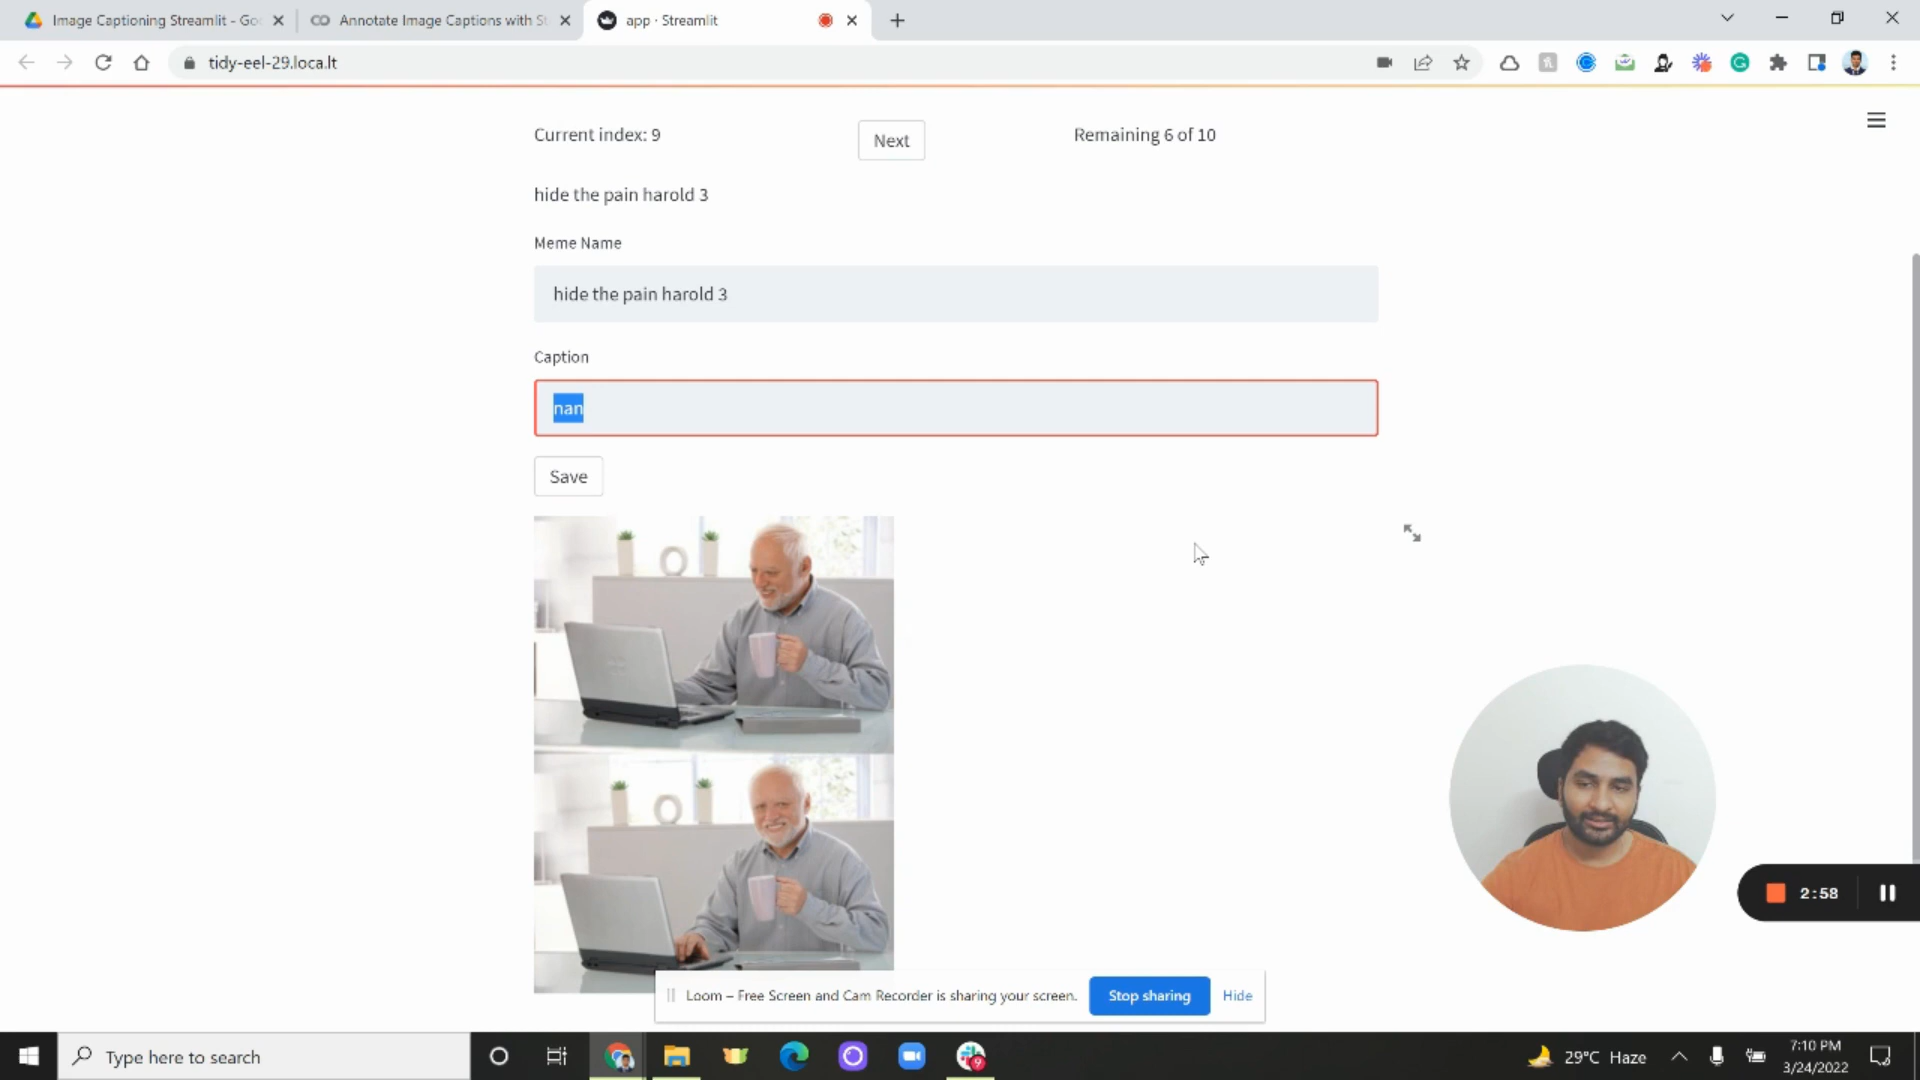 Image Captioning Streamlit - Go
Annotate Image Captions with St
app · Streamlit
tidy-eel-29.loca.lt
Current index: 9
Next
Remaining 6 of 10
hide the pain harold 3
Meme Name
hide the pain harold 3
Caption
nan
Save
2:58
Loom – Free Screen and Cam Recorder is sharing your screen.
Stop sharing
Hide
Type here to search
9
29°C Haze
7:10 PM
3/24/2022